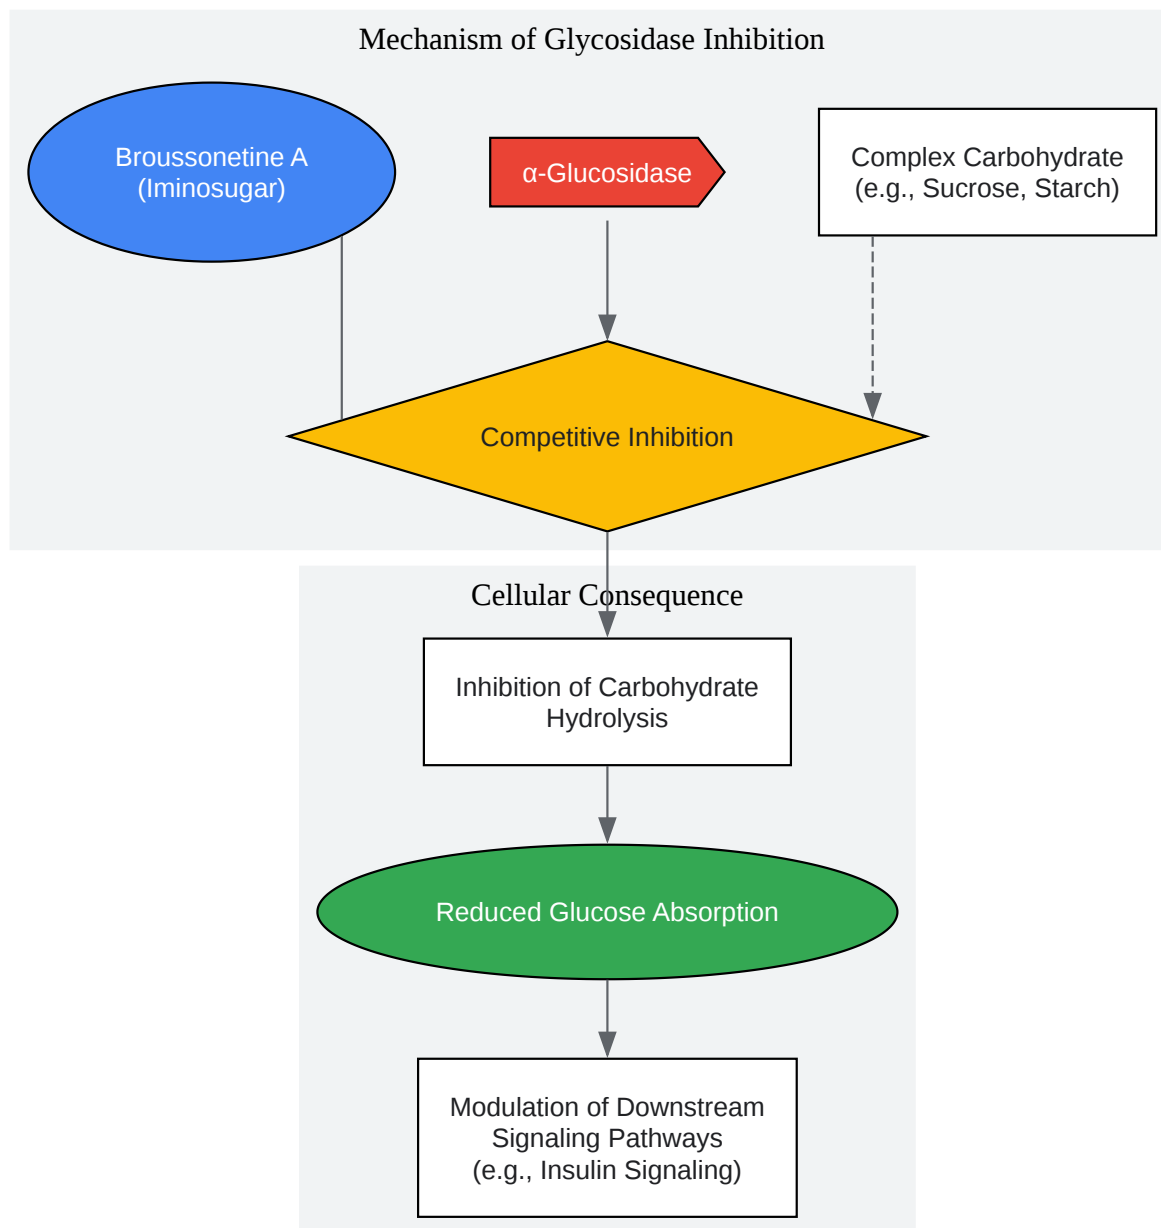 Mechanism of Glycosidase Inhibition
Broussonetine A
(Iminosugar)
α-Glucosidase
Complex Carbohydrate
(e.g., Sucrose, Starch)
Competitive Inhibition
Cellular Consequence
Inhibition of Carbohydrate
Hydrolysis
Reduced Glucose Absorption
Modulation of Downstream
Signaling Pathways
(e.g., Insulin Signaling)